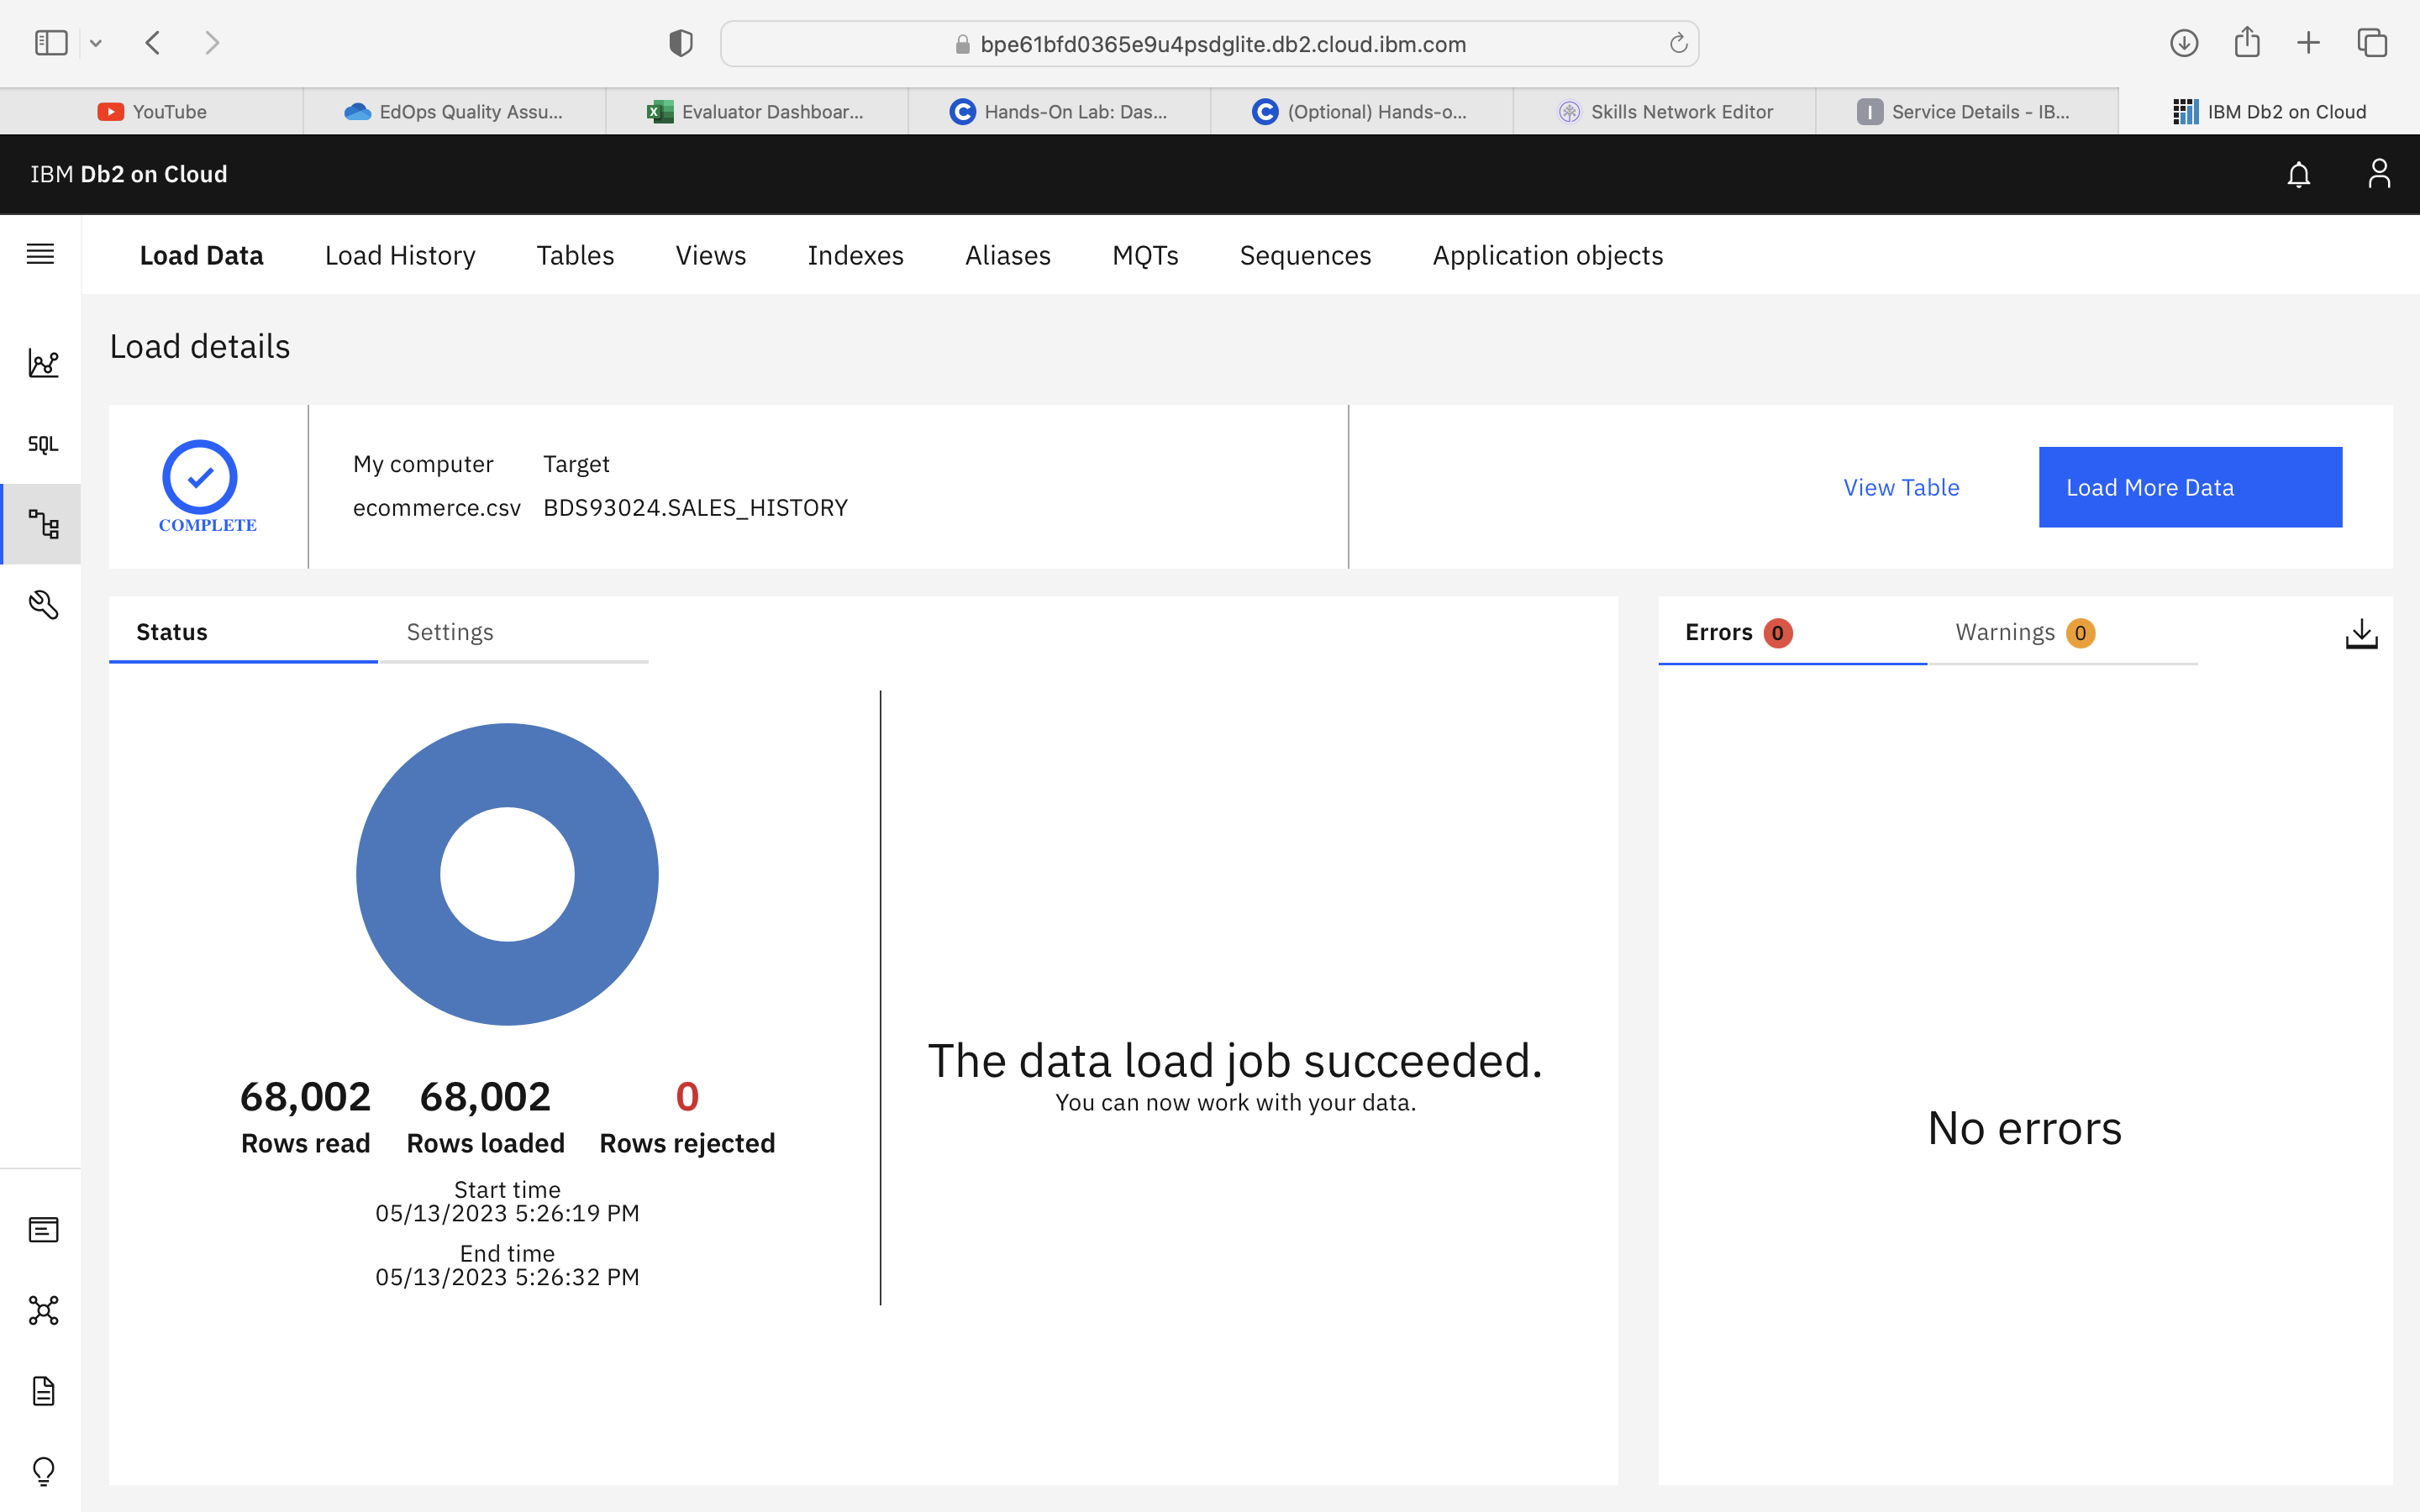 bpe61bfd0365e9u4psdglite.db2.cloud.ibm.com
YouTube
EdOps Quality Assu...
Evaluator Dashboar...
Hands-On Lab: Das...
(Optional) Hands-o...
Skills Network Editor
I Service Details - IB...
IBM Db2 on Cloud
IBM Db2 on Cloud
Load Data
Load History
Tables
Views
Indexes
Aliases
MQTs
Sequences
Application objects
SQL
Load details
COMPLETE
My computer Target
ecommerce.csv BDS93024.SALES_HISTORY
View Table
Load More Data
Status
Settings
68,002 68,002 0
Rows read Rows loaded Rows rejected
Start time
05/13/2023 5:26:19 PM
End time
05/13/2023 5:26:32 PM
The data load job succeeded.
You can now work with your data.
Errors 0
Warnings 0
No errors